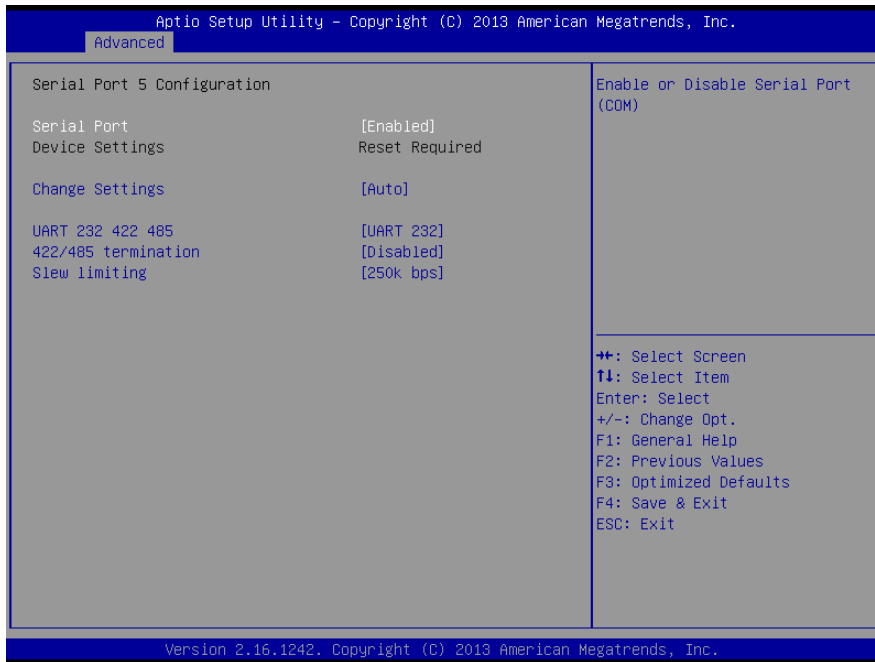 Aptio Setup Utility – Copyright (C) 2013 American Megatrends, Inc.
Advanced
Serial Port 5 Configuration
Serial Port [Enabled]
Device Settings Reset Required
Change Settings [Auto]
UART 232 422 485 [UART 232]
422/485 termination [Disabled]
Slew limiting [250k bps]
Enable or Disable Serial Port
(COM)
→←: Select Screen
↑↓: Select Item
Enter: Select
+/-: Change Opt.
F1: General Help
F2: Previous Values
F3: Optimized Defaults
F4: Save & Exit
ESC: Exit
Version 2.16.1242. Copyright (C) 2013 American Megatrends, Inc.